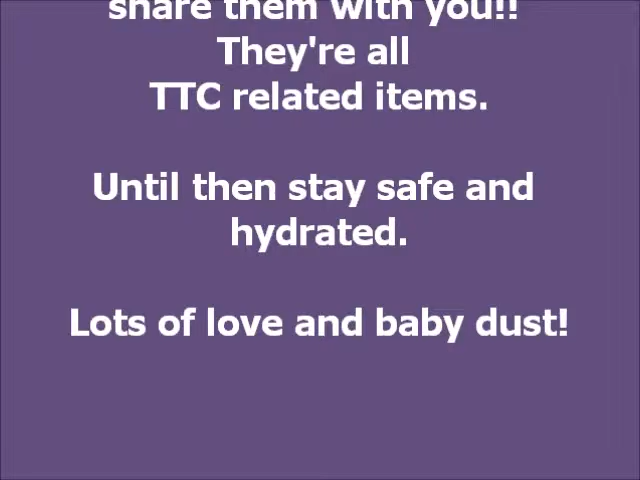 share them with you!!
They're all
TTC related items.
Until then stay safe and
hydrated.
Lots of love and baby dust!